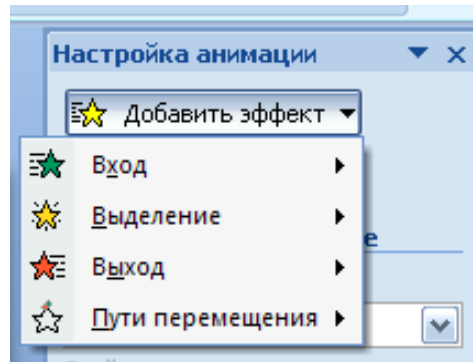 Настройка анимации
Добавить эффект
Вход
Выделение
Выход
Пути перемещения